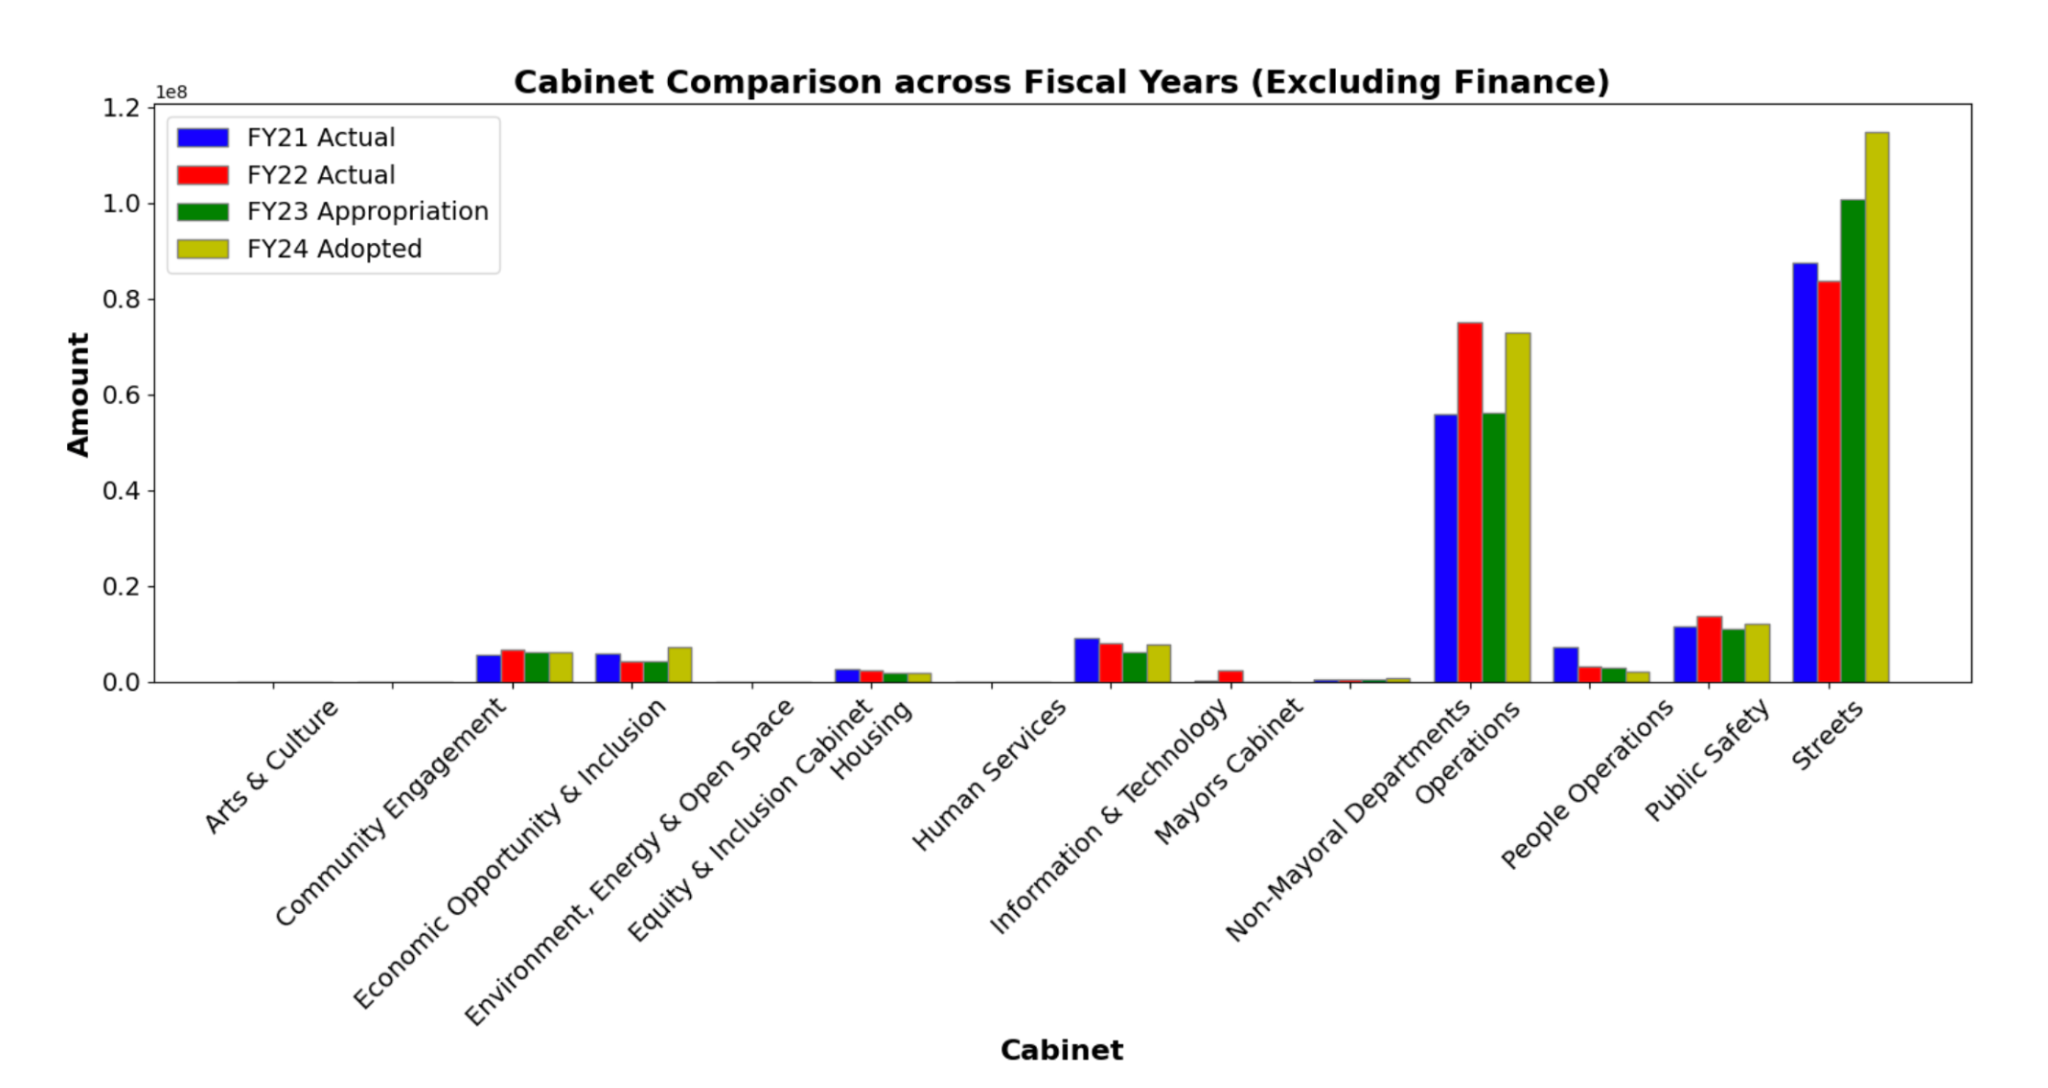 Cabinet Comparison across Fiscal Years (Excluding Finance)
1e8
1.2
1.0
0.8
0.6
0.4
0.2
0.0
Amount
FY21 Actual
FY22 Actual
FY23 Appropriation
FY24 Adopted
Arts & Culture
Community Engagement
Economic Opportunity & Inclusion
Environment, Energy & Open Space
Equity & Inclusion Cabinet
Housing
Human Services
Information & Technology
Mayors Cabinet
Non-Mayoral Departments
Operations
People Operations
Public Safety
Streets
Cabinet